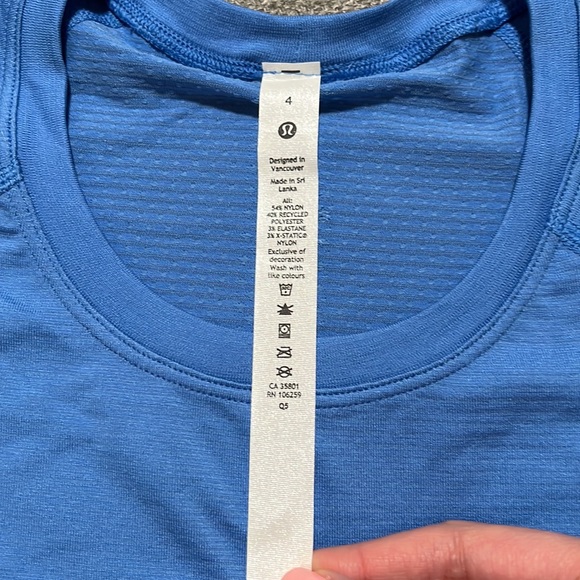 4
Designed in
Vancouver
Made in Sri
Lanka
All:
54% NYLON
40% RECYCLED
POLYESTER
3% ELASTANE
3% X-STATIC®
NYLON
Exclusive of
decoration
Wash with
like colours
CA 35801
RN 106259
Q5